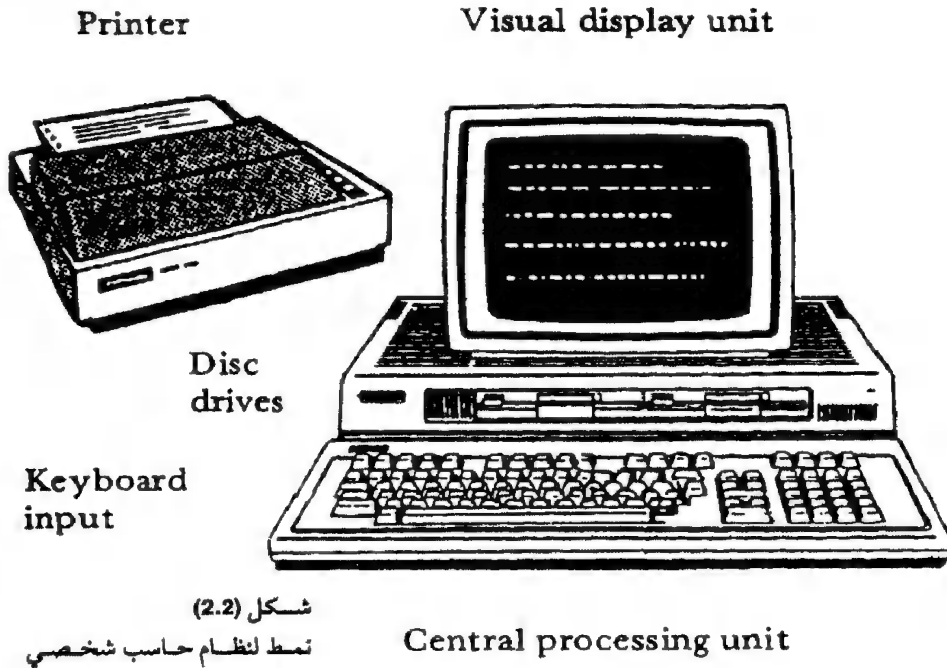 Printer
Visual display unit
Disc
drives
Keyboard
input
شكل (2.2)
نمط لنظام حاسب شخصي
Central processing unit